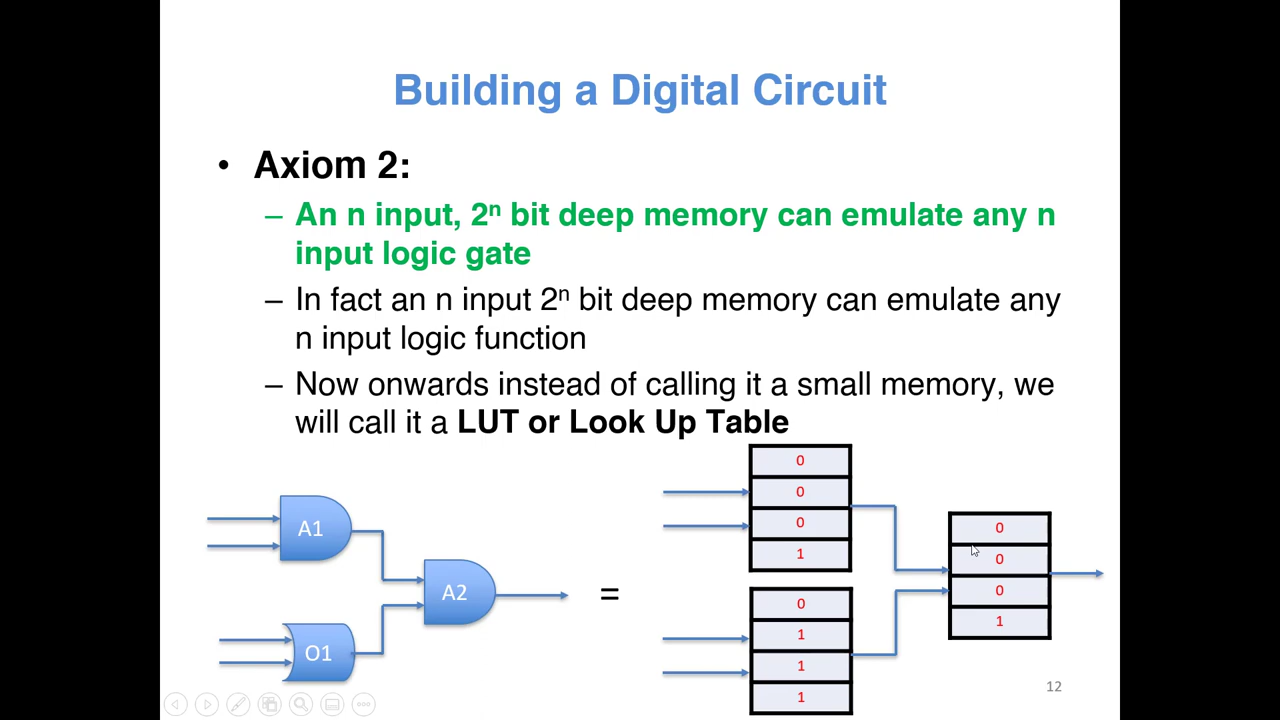 Building a Digital Circuit
• Axiom 2:
– An n input, 2ⁿ bit deep memory can emulate any n
input logic gate
– In fact an n input 2ⁿ bit deep memory can emulate any
n input logic function
– Now onwards instead of calling it a small memory, we
will call it a LUT or Look Up Table
A1
O1
A2
=
0
0
0
1
0
1
1
1
0
0
0
1
12